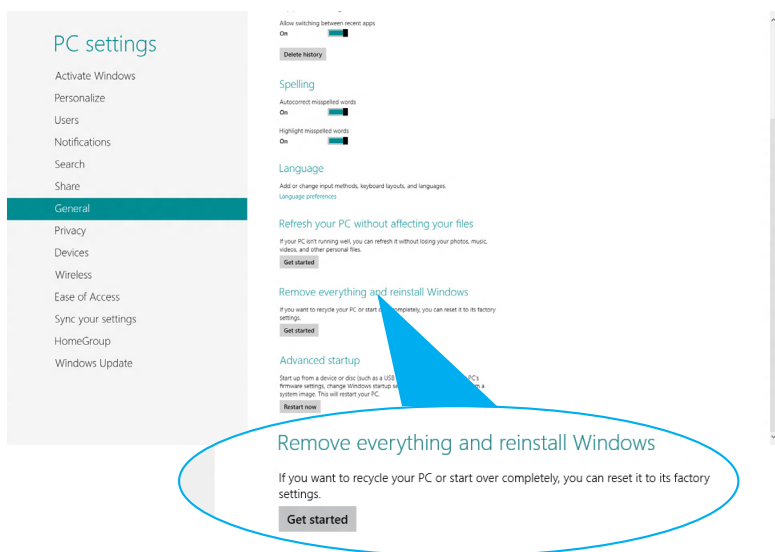 PC settings
Activate Windows
Personalize
Users
Notifications
Search
Share
General
Privacy
Devices
Wireless
Ease of Access
Sync your settings
HomeGroup
Windows Update
Allow switching between recent apps
On
Delete history
Spelling
Autocorrect misspelled words
On
Highlight misspelled words
On
Language
Add or change input methods, keyboard layouts, and languages.
Language preferences
Refresh your PC without affecting your files
If your PC isn't running well, you can refresh it without losing your photos, music,
videos, and other personal files.
Get started
Remove everything and reinstall Windows
If you want to recycle your PC or start completely, you can reset it to its factory
settings.
Get started
Advanced startup
Start up from a device or disc (such as a USB PC's
firmware settings, change Windows startup a
system image. This will restart your PC.
Restart now
Remove everything and reinstall Windows
If you want to recycle your PC or start over completely, you can reset it to its factory
settings.
Get started